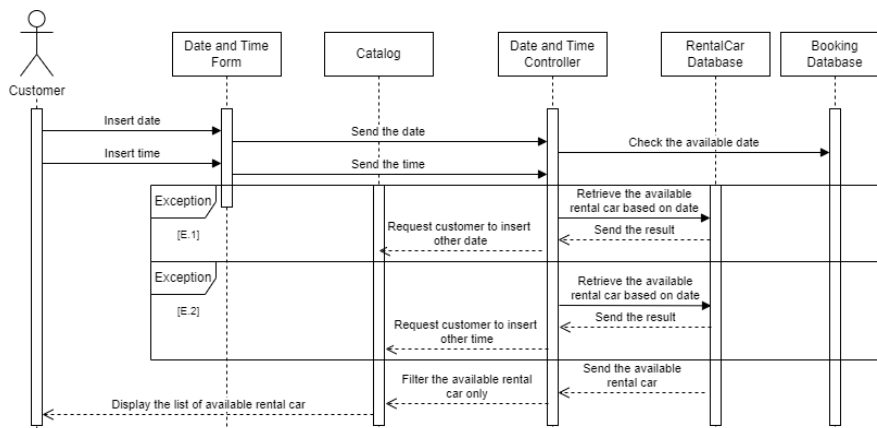 Date and Time
Form
Catalog
Date and Time
Controller
RentalCar
Database
Booking
Database
Customer
Insert date
Send the date
Check the available date
Insert time
Send the time
Exception
[E.1]
Retrieve the available
rental car based on date
Send the result
Request customer to insert
other date
Exception
[E.2]
Retrieve the available
rental car based on date
Send the result
Request customer to insert
other time
Send the available
rental car
Filter the available rental
car only
Display the list of available rental car